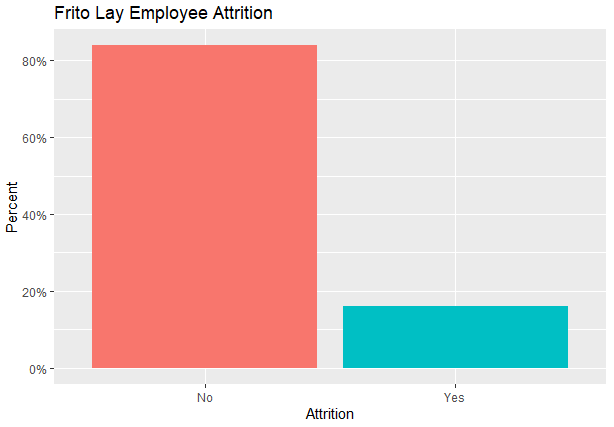 Frito Lay Employee Attrition
80%
60%
40%
20%
0%
Percent
No
Yes
Attrition